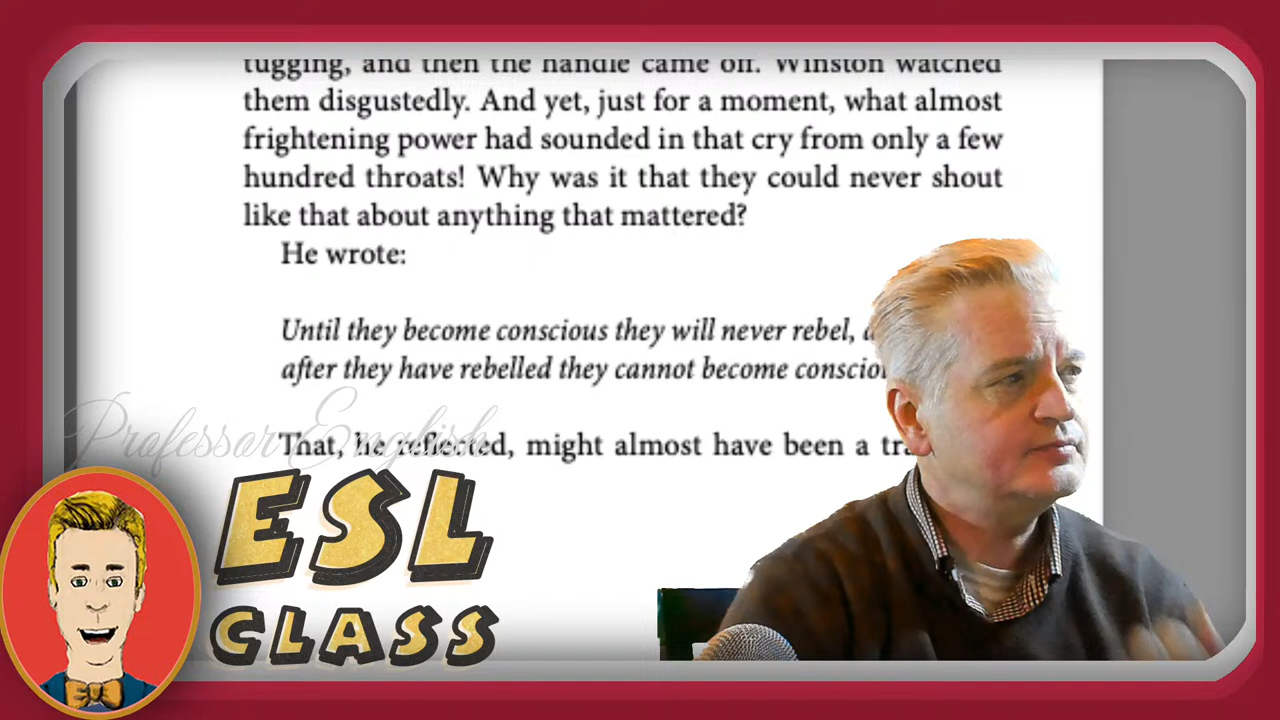 tugging, and then the handle came off. Winston watched
them disgustedly. And yet, just for a moment, what almost
frightening power had sounded in that cry from only a few
hundred throats! Why was it that they could never shout
like that about anything that mattered?
He wrote:
Until they become conscious they will never rebel,
after they have rebelled they cannot become
That, he reflected, might almost have been a
Professor English
ESL
CLASS